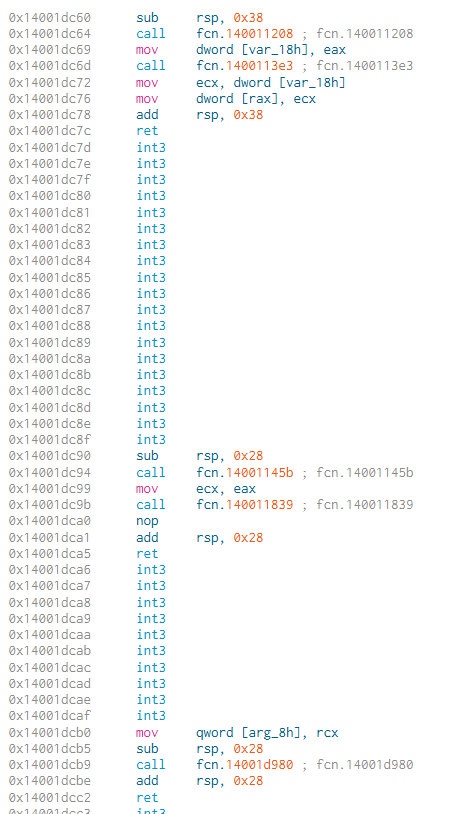 0x14001dc60 sub rsp, 0x38
0x14001dc64 call fcn.140011208 ; fcn.140011208
0x14001dc69 mov dword [var_18h], eax
0x14001dc6d call fcn.1400113e3 ; fcn.1400113e3
0x14001dc72 mov ecx, dword [var_18h]
0x14001dc76 mov dword [rax], ecx
0x14001dc78 add rsp, 0x38
0x14001dc7c ret
0x14001dc7d int3
0x14001dc7e int3
0x14001dc7f int3
0x14001dc80 int3
0x14001dc81 int3
0x14001dc82 int3
0x14001dc83 int3
0x14001dc84 int3
0x14001dc85 int3
0x14001dc86 int3
0x14001dc87 int3
0x14001dc88 int3
0x14001dc89 int3
0x14001dc8a int3
0x14001dc8b int3
0x14001dc8c int3
0x14001dc8d int3
0x14001dc8e int3
0x14001dc8f int3
0x14001dc90 sub rsp, 0x28
0x14001dc94 call fcn.14001145b ; fcn.14001145b
0x14001dc99 mov ecx, eax
0x14001dc9b call fcn.140011839 ; fcn.140011839
0x14001dca0 nop
0x14001dca1 add rsp, 0x28
0x14001dca5 ret
0x14001dca6 int3
0x14001dca7 int3
0x14001dca8 int3
0x14001dca9 int3
0x14001dcaa int3
0x14001dcab int3
0x14001dcac int3
0x14001dcad int3
0x14001dcae int3
0x14001dcaf int3
0x14001dcb0 mov qword [arg_8h], rcx
0x14001dcb5 sub rsp, 0x28
0x14001dcb9 call fcn.14001d980 ; fcn.14001d980
0x14001dcbe add rsp, 0x28
0x14001dcc2 ret
0x14001dcc3 int3